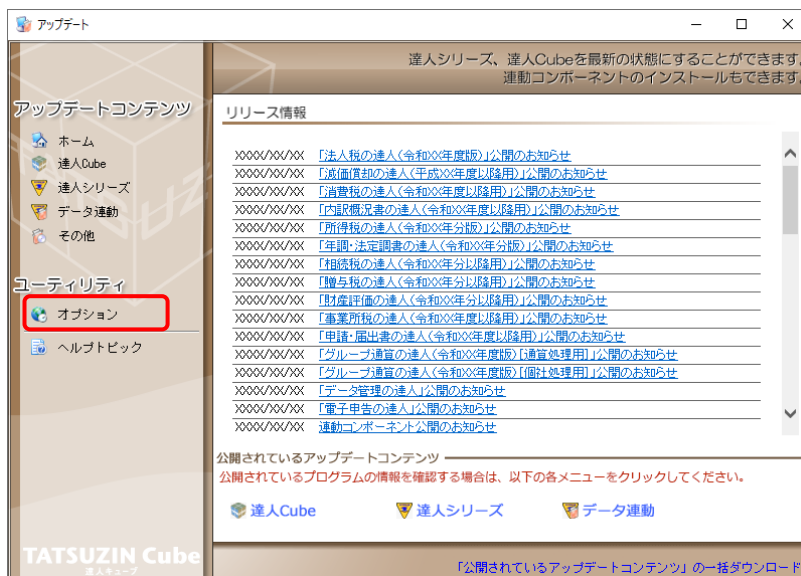 アップデート
達人シリーズ、達人Cubeを最新の状態にすることができます。
連動コンポーネントのインストールもできます。
アップデートコンテンツ
ホーム
達人Cube
達人シリーズ
データ連動
その他
ユーティリティ
オプション
ヘルプトピック
TATSUZIN Cube
達人キューブ
リリース情報
XXXX/XX/XX 「法人税の達人(令和XX年度版)」公開のお知らせ
XXXX/XX/XX 「減価償却の達人(平成XX年度以降用)」公開のお知らせ
XXXX/XX/XX 「消費税の達人(令和XX年度以降用)」公開のお知らせ
XXXX/XX/XX 「内訳概況書の達人(令和XX年度以降用)」公開のお知らせ
XXXX/XX/XX 「所得税の達人(令和XX年分版)」公開のお知らせ
XXXX/XX/XX 「年調・法定調書の達人(令和XX年分版)」公開のお知らせ
XXXX/XX/XX 「相続税の達人(令和XX年分以降用)」公開のお知らせ
XXXX/XX/XX 「贈与税の達人(令和XX年分以降用)」公開のお知らせ
XXXX/XX/XX 「財産評価の達人(令和XX年分以降用)」公開のお知らせ
XXXX/XX/XX 「事業所税の達人(令和XX年度以降用)」公開のお知らせ
XXXX/XX/XX 「申請・届出書の達人(令和XX年度以降用)」公開のお知らせ
XXXX/XX/XX 「グループ通算の達人(令和XX年度版)[通算処理用]」公開のお知らせ
XXXX/XX/XX 「グループ通算の達人(令和XX年度版)[個社処理用]」公開のお知らせ
XXXX/XX/XX 「データ管理の達人」公開のお知らせ
XXXX/XX/XX 「電子申告の達人」公開のお知らせ
XXXX/XX/XX 連動コンポーネント公開のお知らせ
公開されているアップデートコンテンツ
公開されているプログラムの情報を確認する場合は、以下の各メニューをクリックしてください。
達人Cube 達人シリーズ データ連動
「公開されているアップデートコンテンツ」の一括ダウンロード